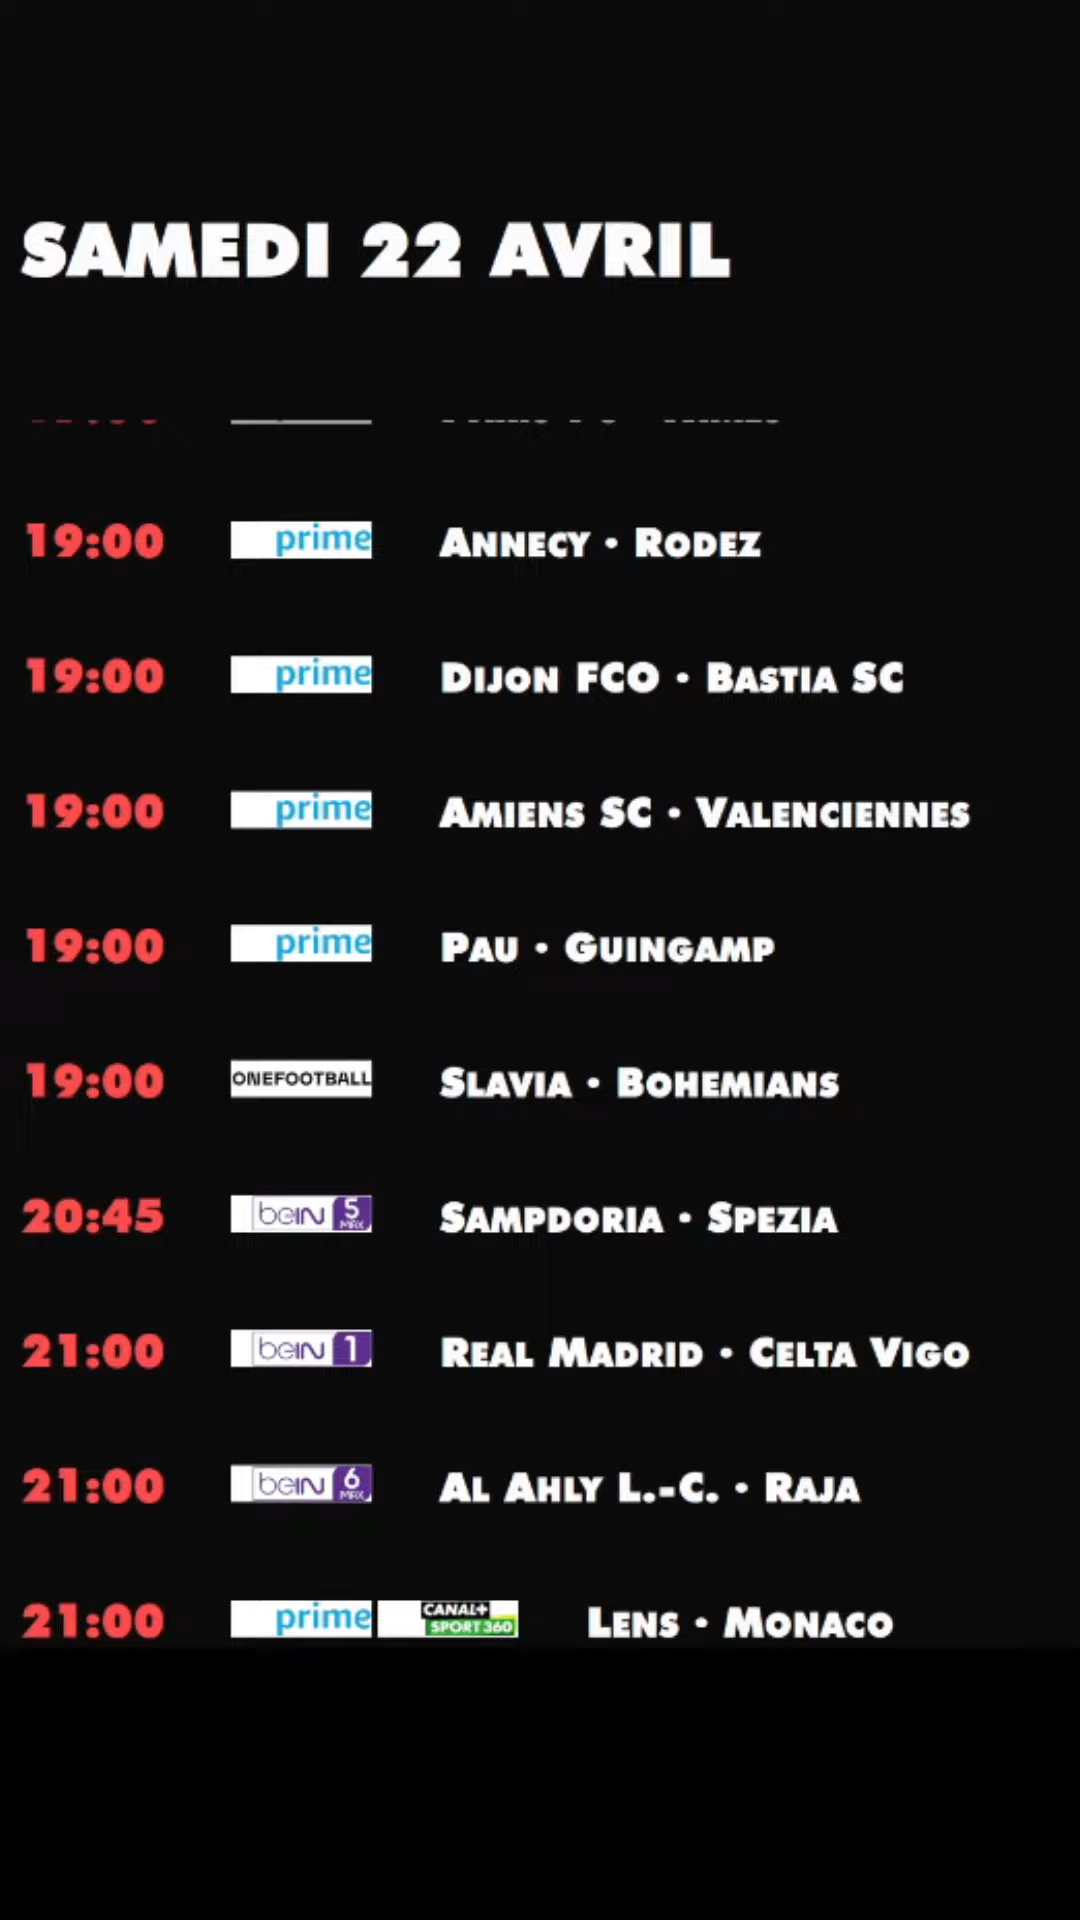 SAMEDI 22 AVRIL
19:00 prime ANNECY • RODEZ
19:00 prime DIJON FCO • BASTIA SC
19:00 prime AMIENS SC • VALENCIENNES
19:00 prime PAU • GUINGAMP
19:00 ONEFOOTBALL SLAVIA • BOHEMIANS
20:45 beIN 5 MAX SAMPDORIA • SPEZIA
21:00 beIN 1 REAL MADRID • CELTA VIGO
21:00 beIN 6 MAX AL AHLY L.-C. • RAJA
21:00 prime CANAL+ SPORT 360 LENS • MONACO